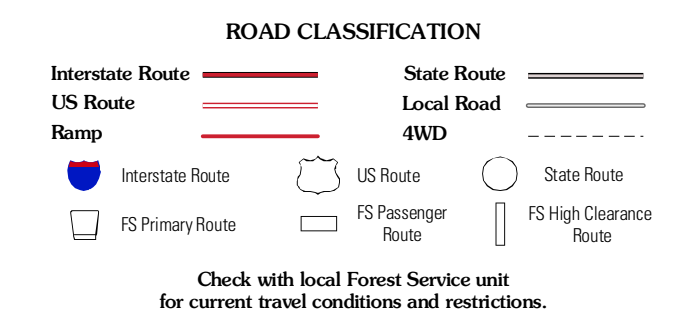 ROAD CLASSIFICATION
Interstate Route
State Route
US Route
Local Road
Ramp
4WD
Interstate Route
US Route
State Route
FS Primary Route
FS Passenger
Route
FS High Clearance
Route
Check with local Forest Service unit
for current travel conditions and restrictions.